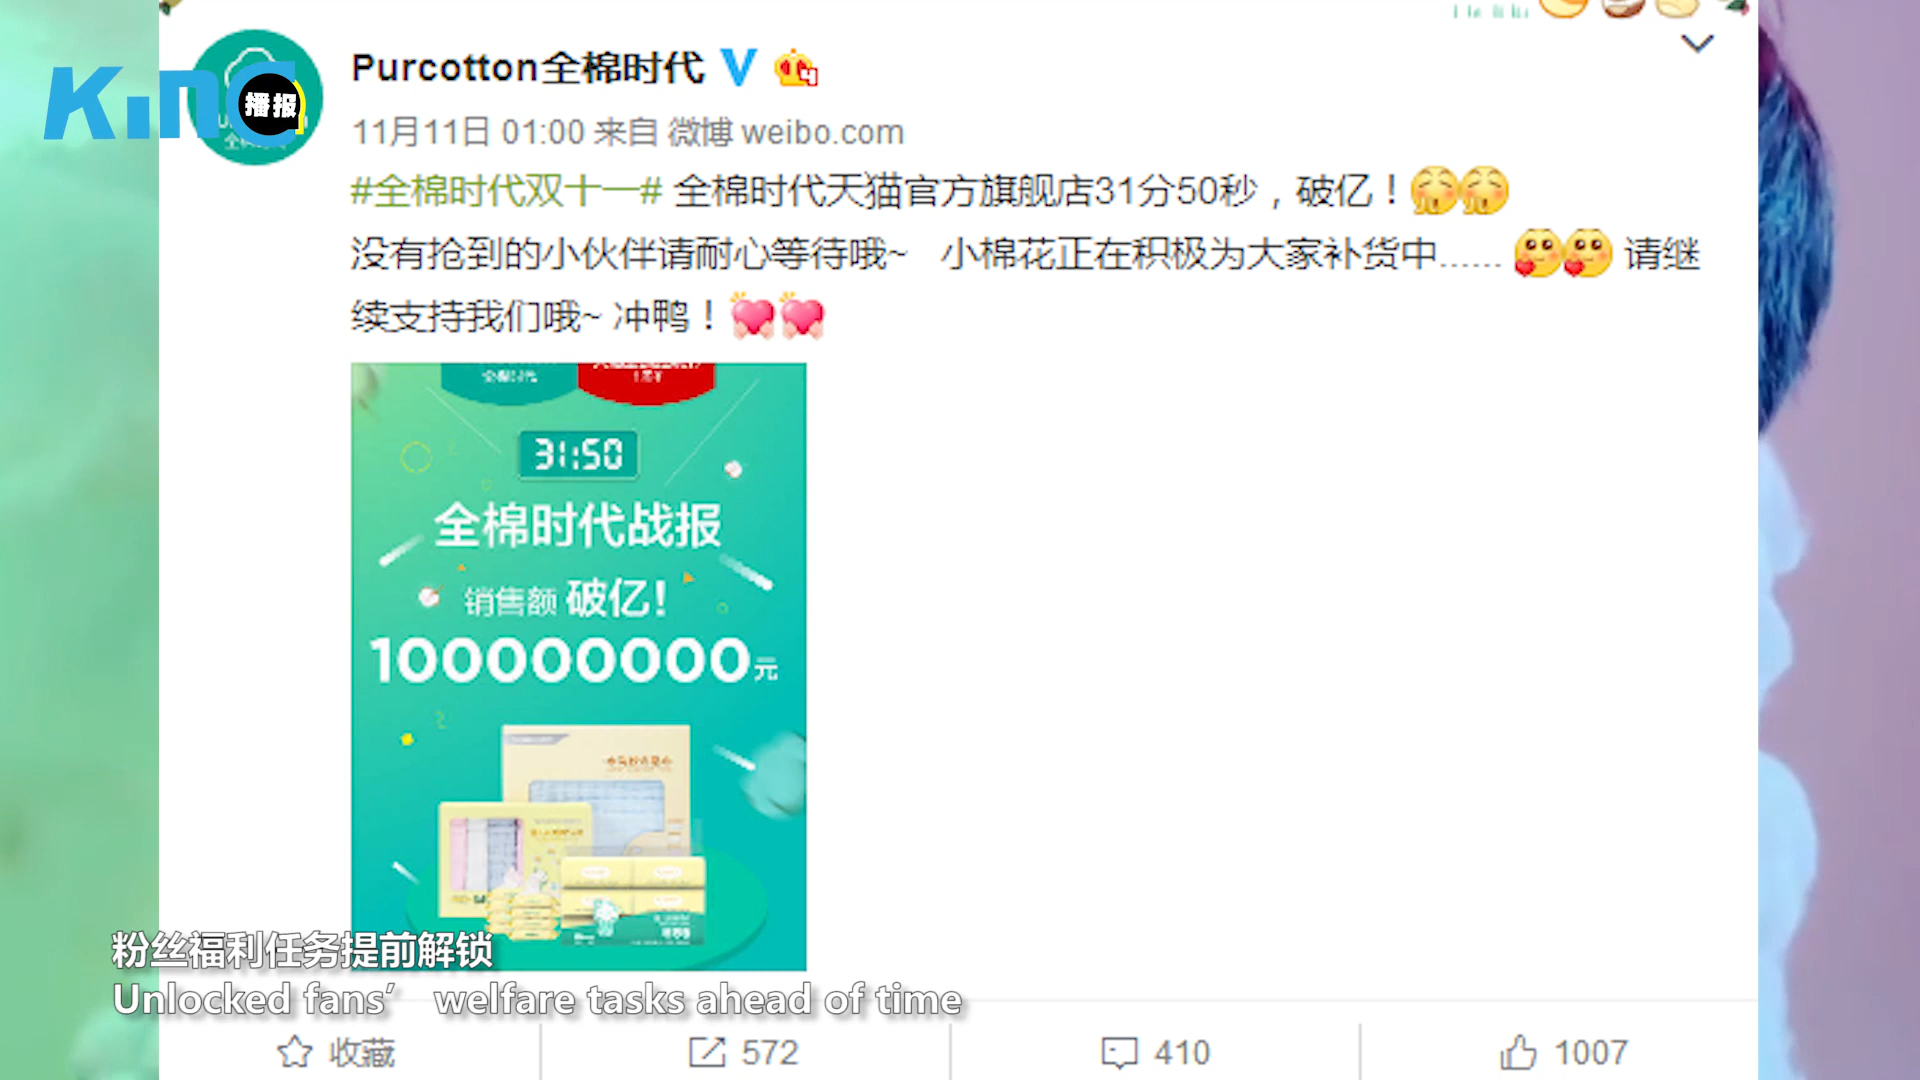 Purcotton全棉时代
KinG
播报
11月11日 01:00 来自 微博 weibo.com
#全棉时代双十一# 全棉时代天猫官方旗舰店31分50秒，破亿！
没有抢到的小伙伴请耐心等待哦~ 小棉花正在积极为大家补货中...... 请继
续支持我们哦~ 冲鸭！
全棉时代
31:50
全棉时代战报
销售额 破亿!
100000000元
粉丝福利任务提前解锁
Unlocked fans' welfare tasks ahead of time
收藏
572
410
1007